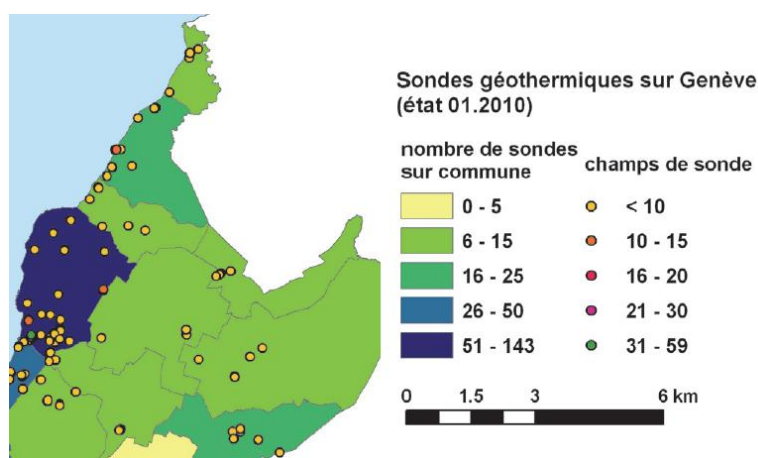 Sondes géothermiques sur Genève
(état 01.2010)
nombre de sondes
sur commune
champs de sonde
0 - 5
< 10
6 - 15
10 - 15
16 - 25
16 - 20
26 - 50
21 - 30
51 - 143
31 - 59
0 1.5 3 6 km